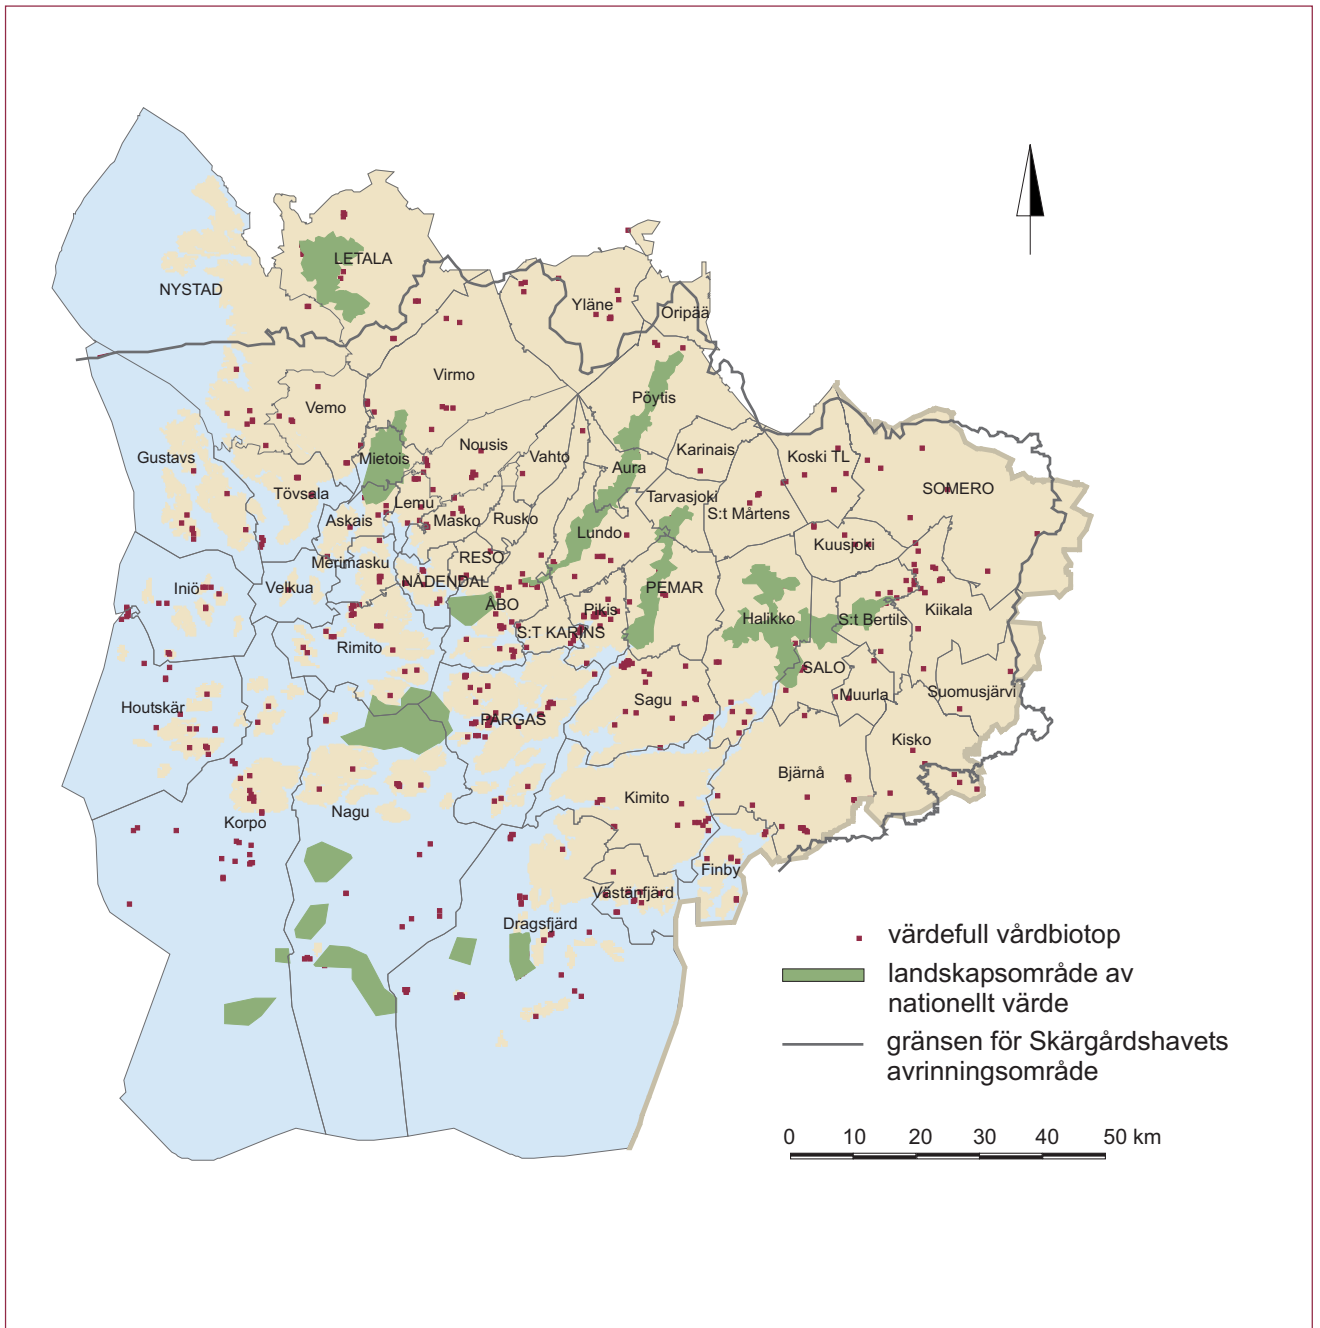 LETALA
NYSTAD
Yläne
Oripää
Virmo
Vemo
Pöytis
Gustavs
Mietois
Nousis
Vahto
Aura
Karinais
Koski TL
Tövsala
Lemu
Tarvasjoki
SOMERO
Askais
Masko
Rusko
Lundo
S:t Mårtens
Merimasku
RESO
Kuusjoki
Iniö
Velkua
NÅDENDAL
ÅBO
Pikis
PEMAR
Halikko
S:t Bertils
Kiikala
Rimito
S:T KARINS
SALO
Houtskär
PARGAS
Sagu
Muurla
Suomusjärvi
Kisko
Bjärnå
Korpo
Nagu
Kimito
Finby
Västanfjärd
Dragsfjärd
värdefull vårdbiotop
landskapsområde av
nationellt värde
gränsen för Skärgårdshavets
avrinningsområde
0 10 20 30 40 50 km